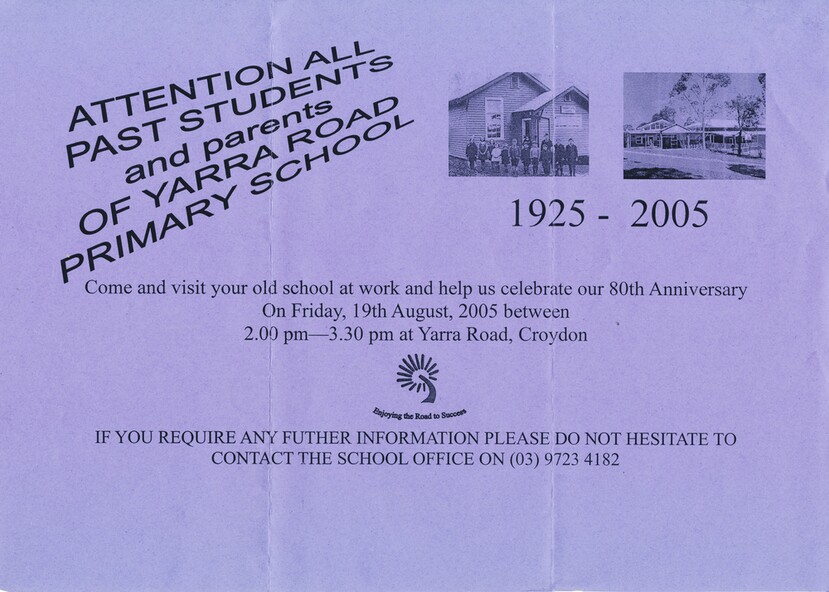 ATTENTION ALL
PAST STUDENTS
and parents
OF YARRA ROAD
PRIMARY SCHOOL
1925 - 2005
Come and visit your old school at work and help us celebrate our 80th Anniversary
On Friday, 19th August, 2005 between
2.00 pm—3.30 pm at Yarra Road, Croydon
Enjoying the Road to Success
IF YOU REQUIRE ANY FUTHER INFORMATION PLEASE DO NOT HESITATE TO
CONTACT THE SCHOOL OFFICE ON (03) 9723 4182